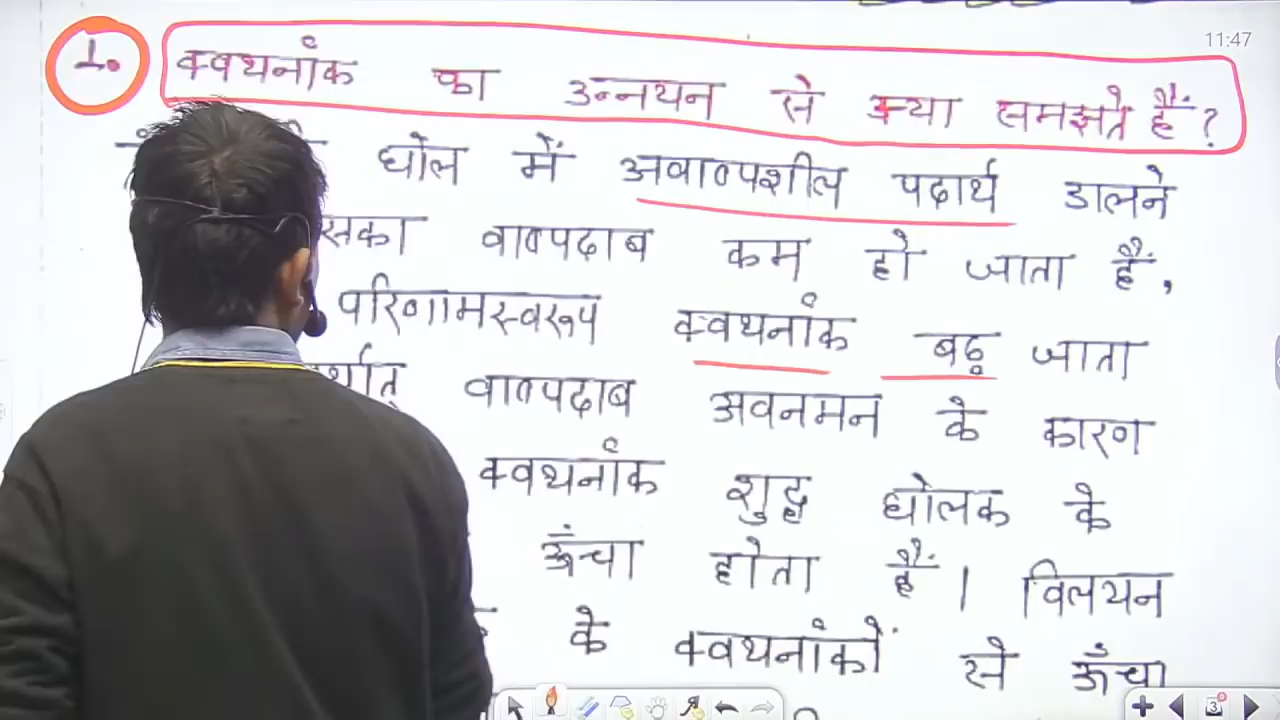 11:47
1. क्वथनांक का उन्नयन से क्या समझते हैं?
घोल में अवाष्पशील पदार्थ डालने
वाष्पदाब कम हो जाता हैं,
परिणामस्वरूप क्वथनांक बढ़ जाता
वाष्पदाब अवनमन के कारण
क्वथनांक शुद्ध घोलक के
ऊँचा होता हैं। विलयन
के क्वथनांकों से ऊँचा
3